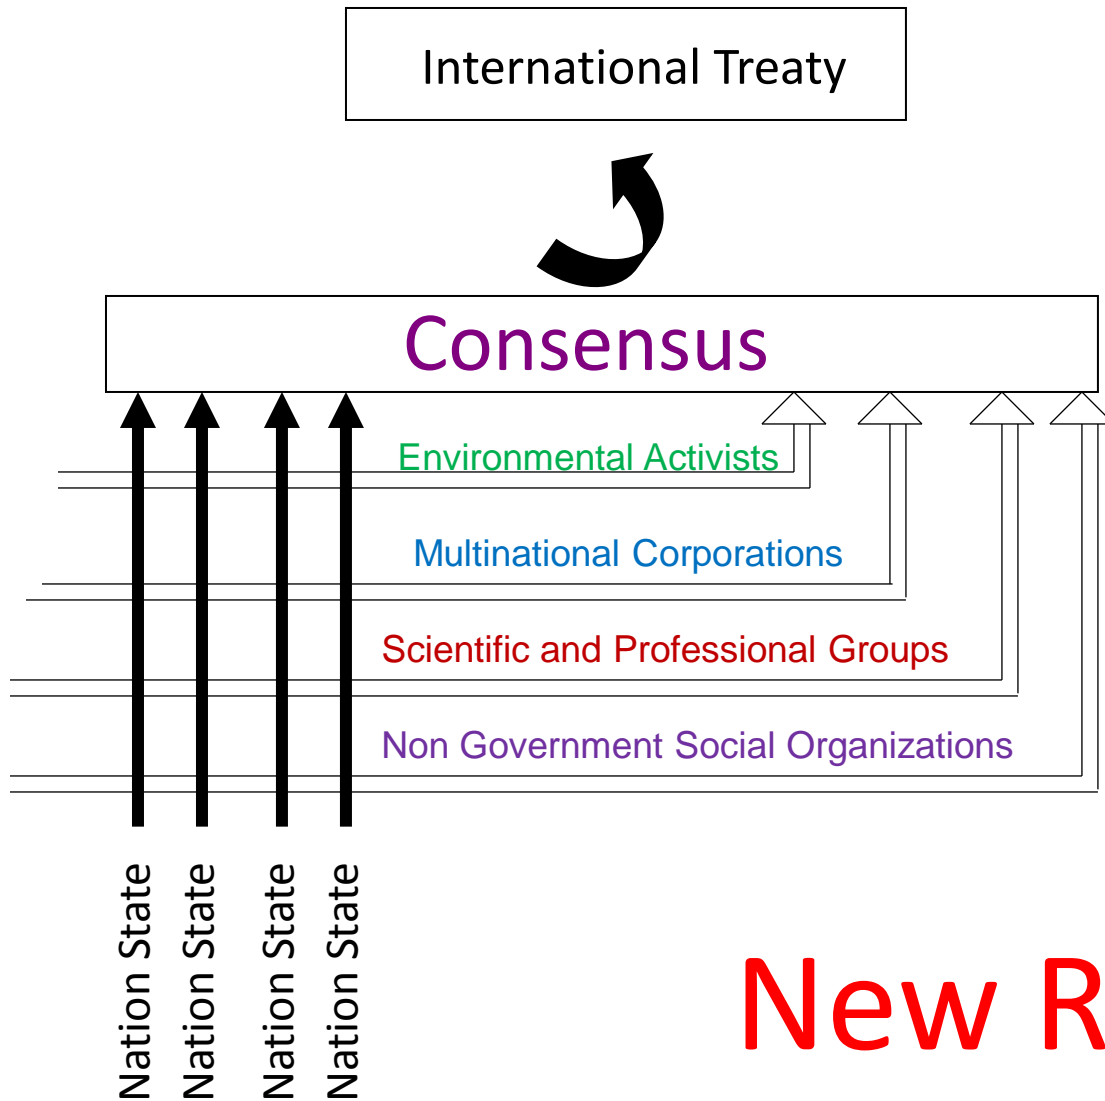 International Treaty
Consensus
Environmental Activists
Multinational Corporations
Scientific and Professional Groups
Non Government Social Organizations
Nation State
Nation State
Nation State
Nation State
New R